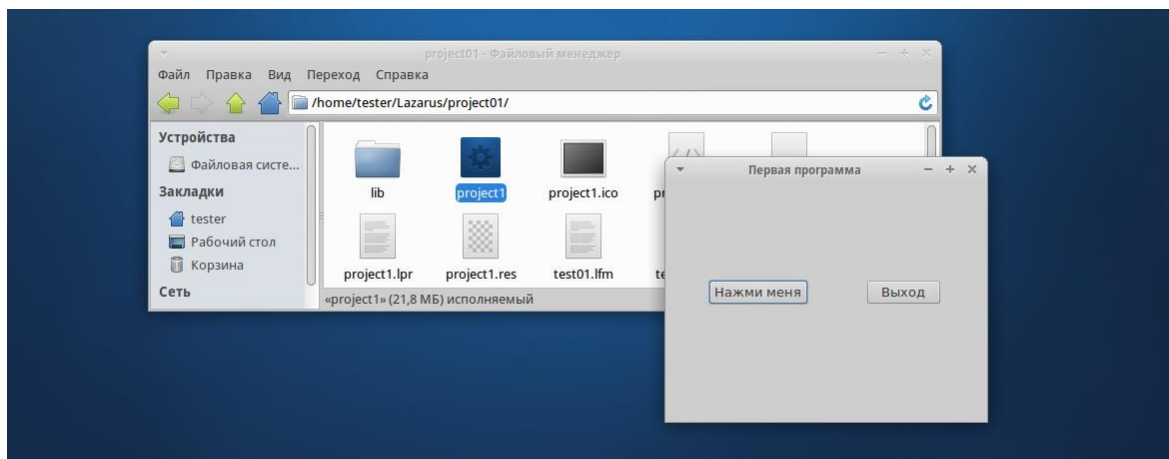 project01 - Файловый менеджер
Файл Правка Вид Переход Справка
/home/tester/Lazarus/project01/
Устройства
Файловая систе...
Закладки
tester
Рабочий стол
Корзина
Сеть
lib project1 project1.ico
project1.lpr project1.res test01.lfm
«project1» (21,8 МБ) исполняемый
Первая программа
Нажми меня Выход